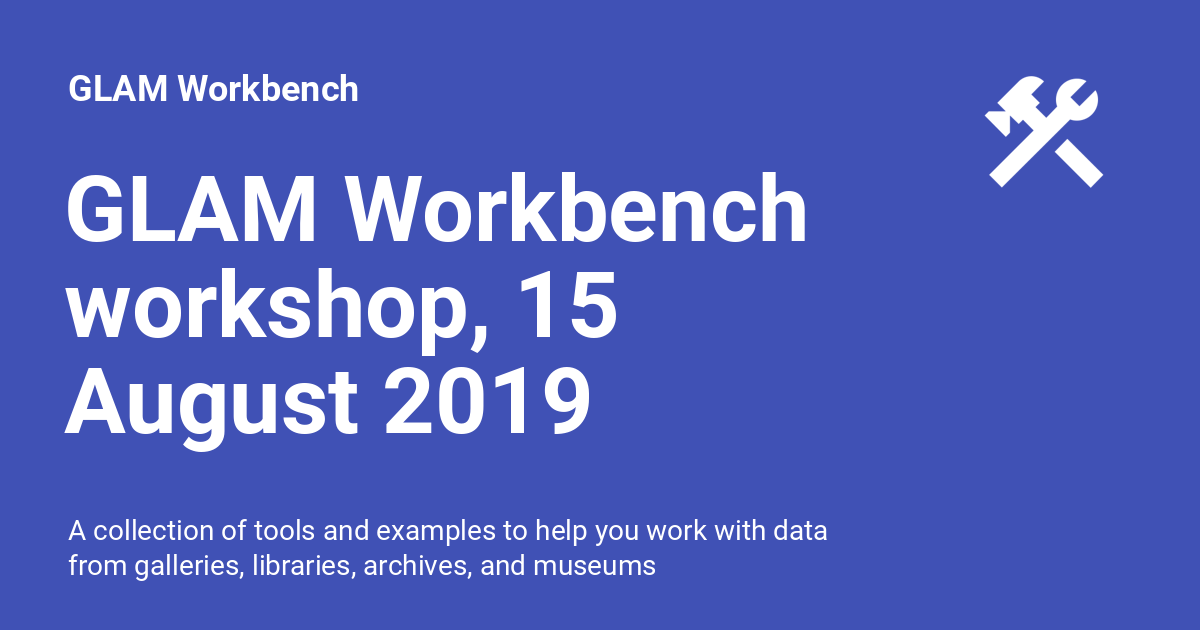 GLAM Workbench
GLAM Workbench
workshop, 15
August 2019
A collection of tools and examples to help you work with data
from galleries, libraries, archives, and museums